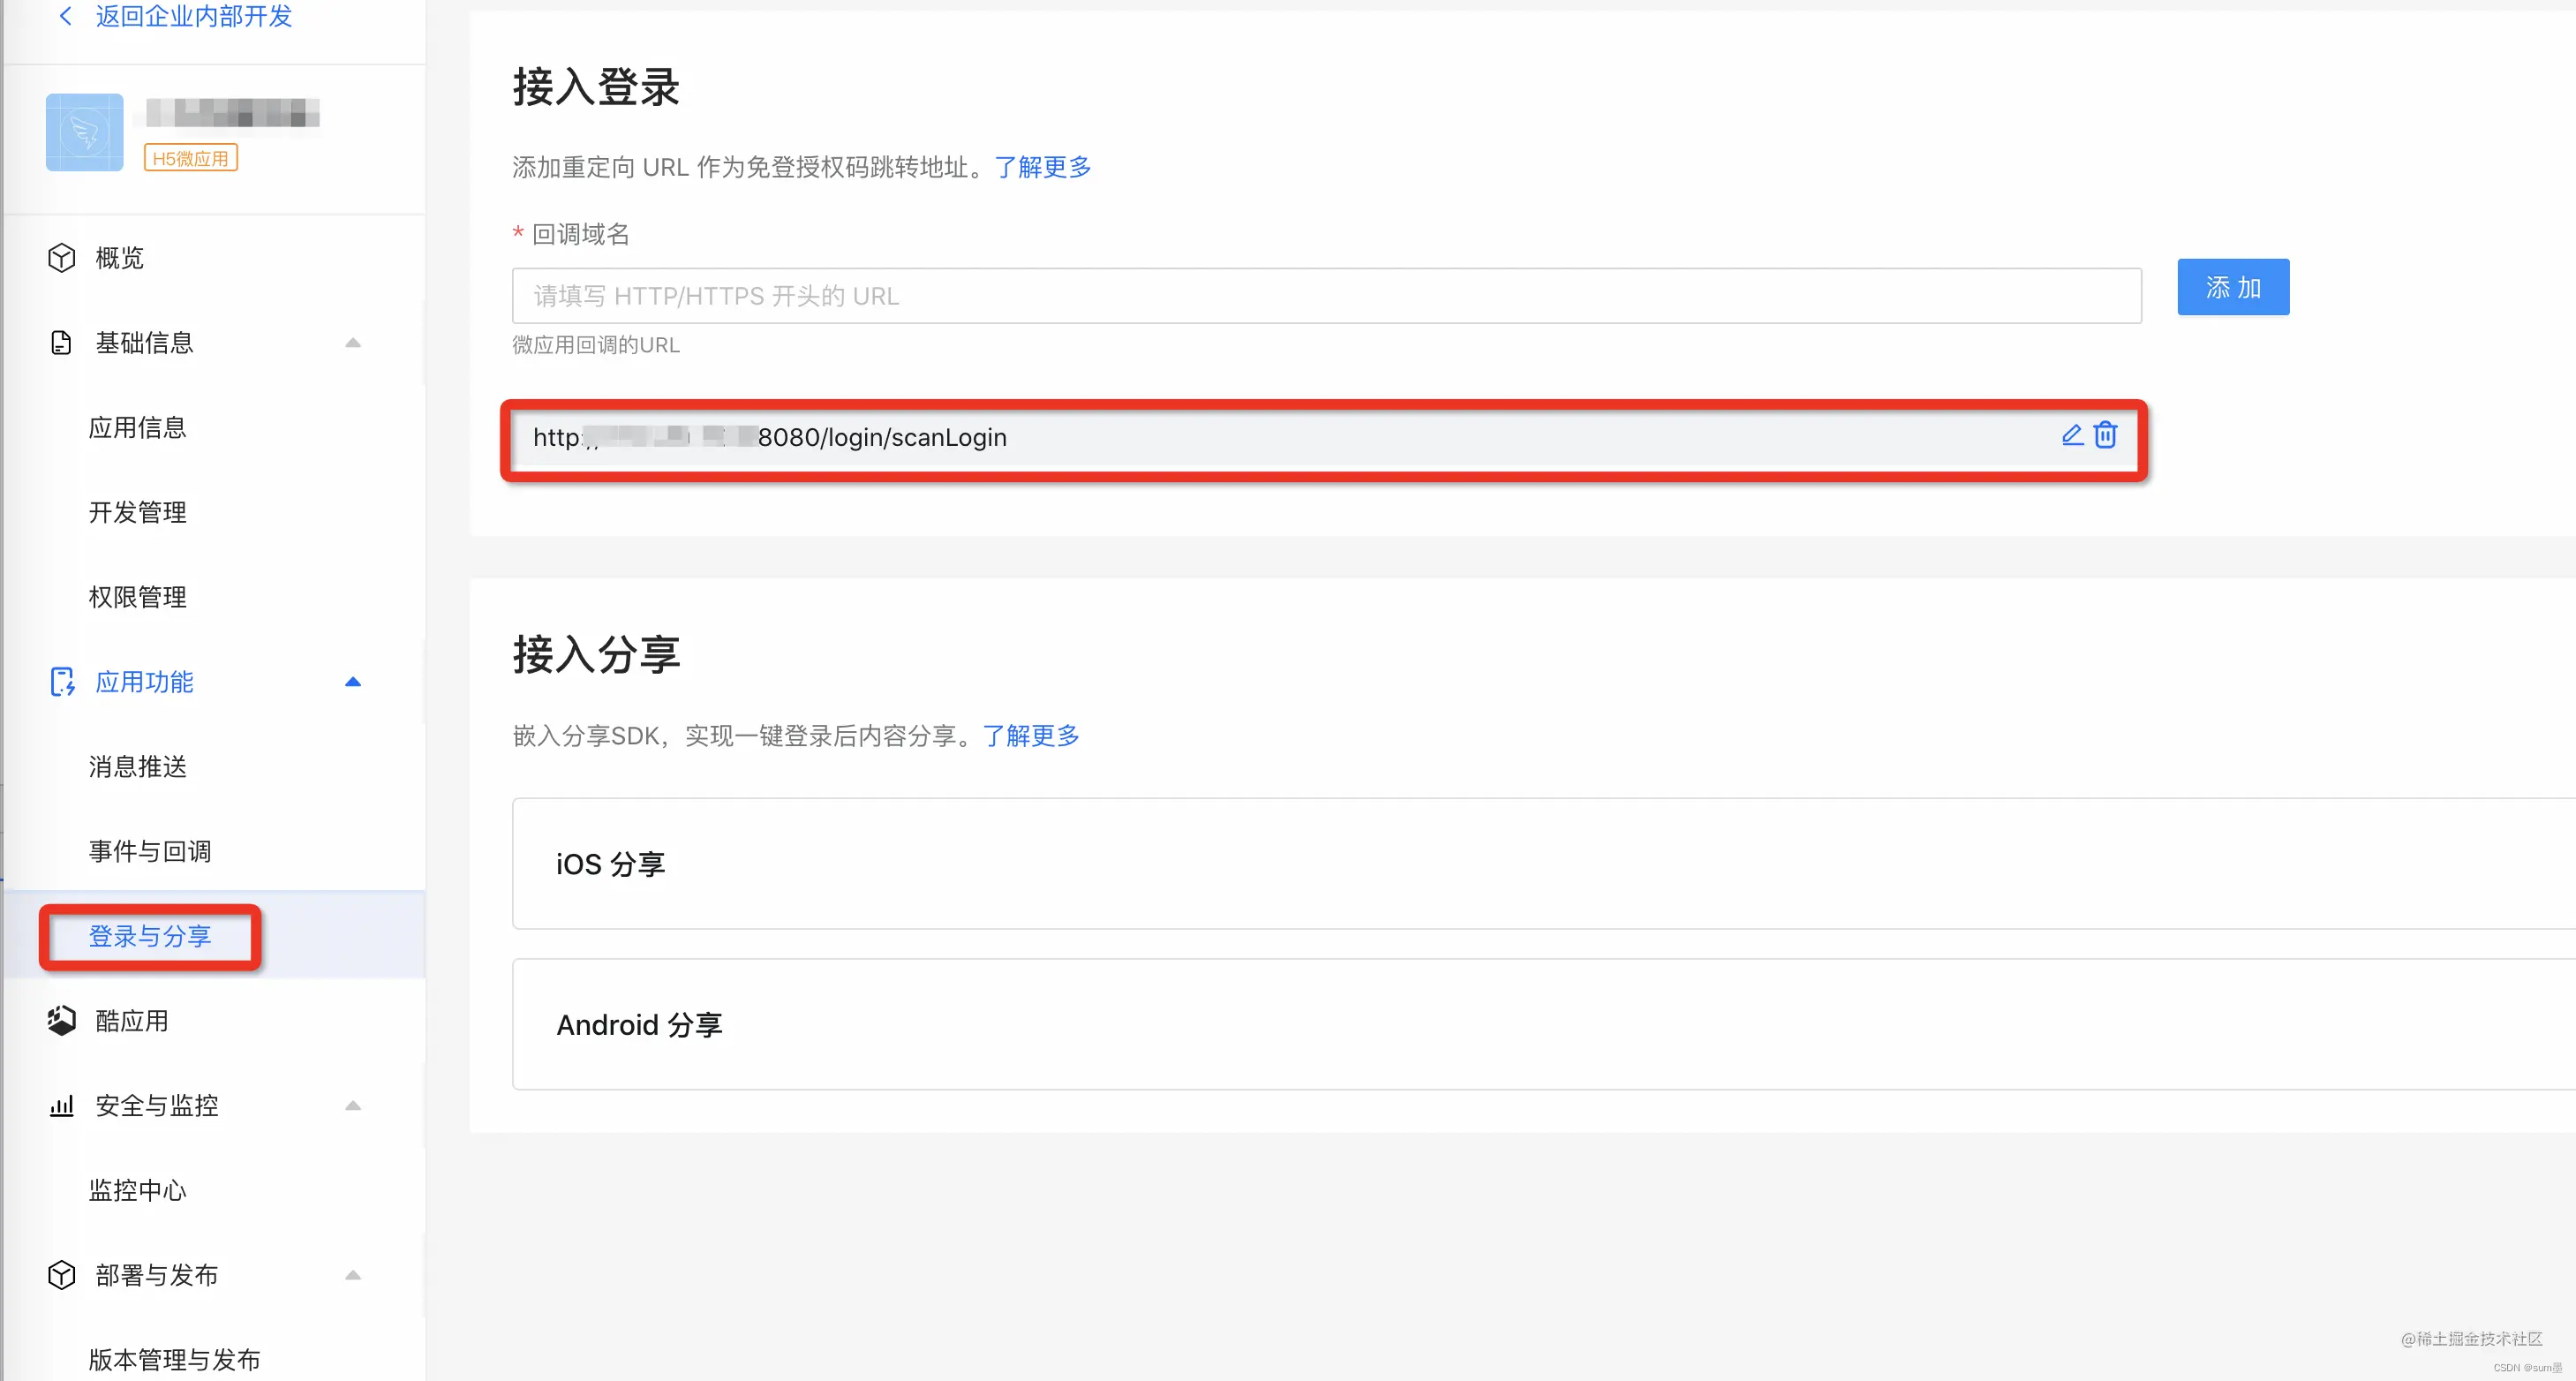 返回企业内部开发
H5微应用
概览
基础信息
应用信息
开发管理
权限管理
应用功能
消息推送
事件与回调
登录与分享
酷应用
安全与监控
监控中心
部署与发布
版本管理与发布
接入登录
添加重定向 URL 作为免登授权码跳转地址。了解更多
* 回调域名
请填写 HTTP/HTTPS 开头的 URL
添 加
微应用回调的URL
http:// 8080/login/scanLogin
接入分享
嵌入分享SDK，实现一键登录后内容分享。了解更多
iOS 分享
Android 分享
@稀土掘金技术社区
CSDN @sum墨